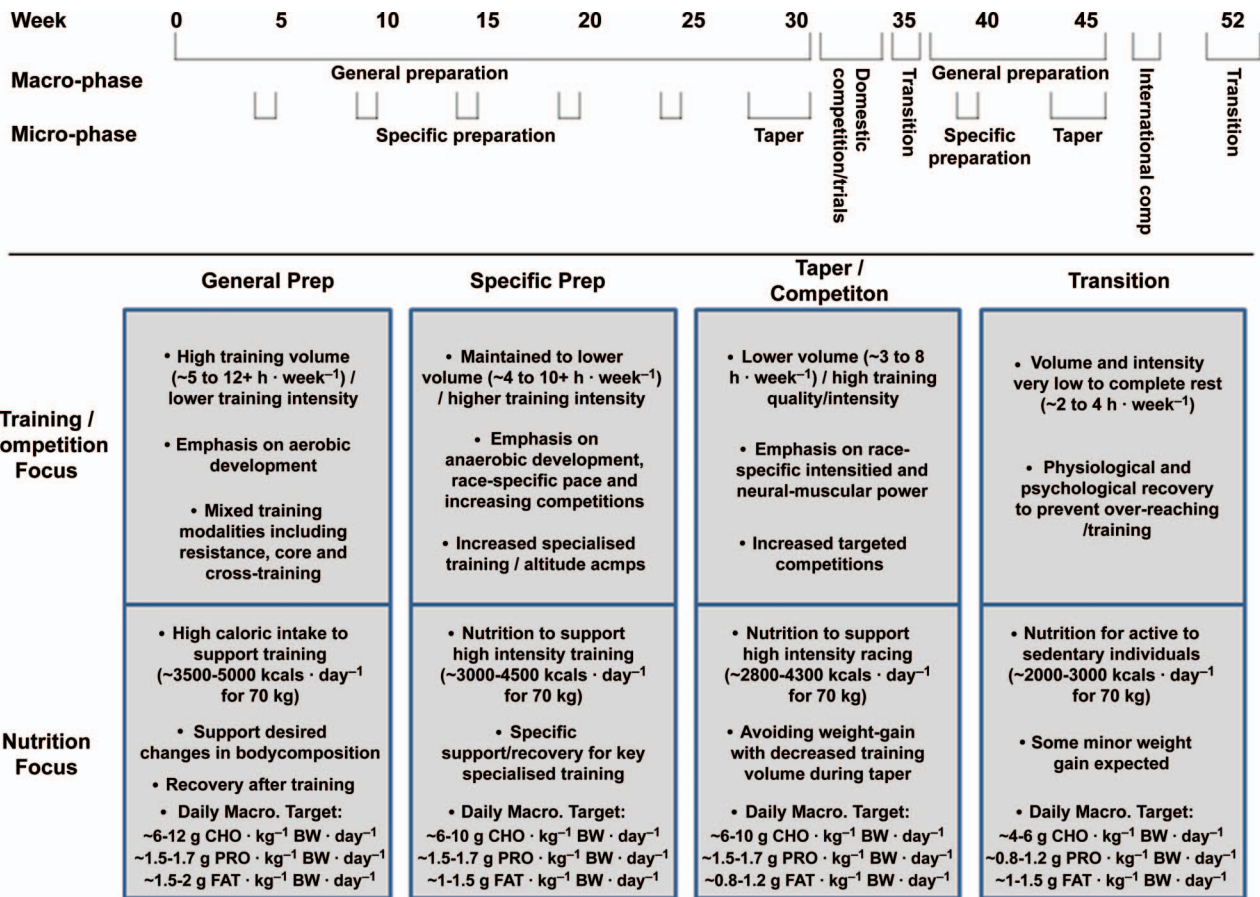 Week 0 5 10 15 20 25 30 35 40 45 52
Macro-phase
General preparation
Domestic
competition/trials
Transition
General preparation
International comp
Transition
Micro-phase
Specific preparation
Taper
Specific
preparation
Taper
General Prep
Specific Prep
Taper /
Competiton
Transition
Training /
ompetition
Focus
• High training volume
(~5 to 12+ h · week⁻¹) /
lower training intensity
• Emphasis on aerobic
development
• Mixed training
modalities including
resistance, core and
cross-training
• Maintained to lower
volume (~4 to 10+ h · week⁻¹)
/ higher training intensity
• Emphasis on
anaerobic development,
race-specific pace and
increasing competitions
• Increased specialised
training / altitude acmps
• Lower volume (~3 to 8
h · week⁻¹) / high training
quality/intensity
• Emphasis on race-
specific intensitied and
neural-muscular power
• Increased targeted
competitions
• Volume and intensity
very low to complete rest
(~2 to 4 h · week⁻¹)
• Physiological and
psychological recovery
to prevent over-reaching
/training
Nutrition
Focus
• High caloric intake to
support training
(~3500-5000 kcals · day⁻¹
for 70 kg)
• Support desired
changes in bodycomposition
• Recovery after training
• Daily Macro. Target:
~6-12 g CHO · kg⁻¹ BW · day⁻¹
~1.5-1.7 g PRO · kg⁻¹ BW · day⁻¹
~1.5-2 g FAT · kg⁻¹ BW · day⁻¹
• Nutrition to support
high intensity training
(~3000-4500 kcals · day⁻¹
for 70 kg)
• Specific
support/recovery for key
specialised training
• Daily Macro. Target:
~6-10 g CHO · kg⁻¹ BW · day⁻¹
~1.5-1.7 g PRO · kg⁻¹ BW · day⁻¹
~1-1.5 g FAT · kg⁻¹ BW · day⁻¹
• Nutrition to support
high intensity racing
(~2800-4300 kcals · day⁻¹
for 70 kg)
• Avoiding weight-gain
with decreased training
volume during taper
• Daily Macro. Target:
~6-10 g CHO · kg⁻¹ BW · day⁻¹
~1.5-1.7 g PRO · kg⁻¹ BW · day⁻¹
~0.8-1.2 g FAT · kg⁻¹ BW · day⁻¹
• Nutrition for active to
sedentary individuals
(~2000-3000 kcals · day⁻¹
for 70 kg)
• Some minor weight
gain expected
• Daily Macro. Target:
~4-6 g CHO · kg⁻¹ BW · day⁻¹
~0.8-1.2 g PRO · kg⁻¹ BW · day⁻¹
~1-1.5 g FAT · kg⁻¹ BW · day⁻¹